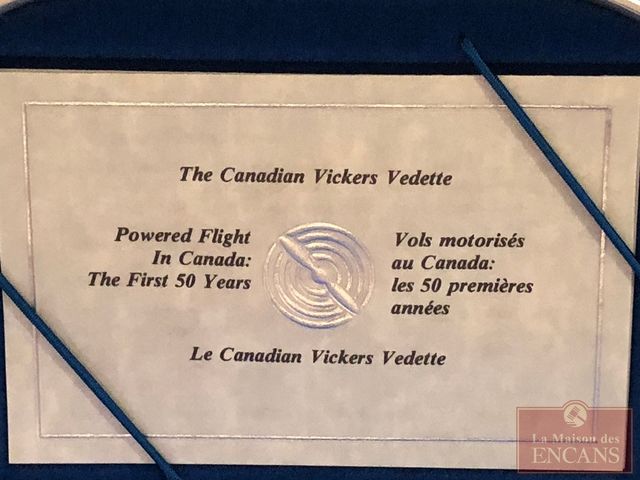 The Canadian Vickers Vedette
Powered Flight
In Canada:
The First 50 Years
Vols motorisés
au Canada:
les 50 premières
années
Le Canadian Vickers Vedette
La Maison des
ENCANS